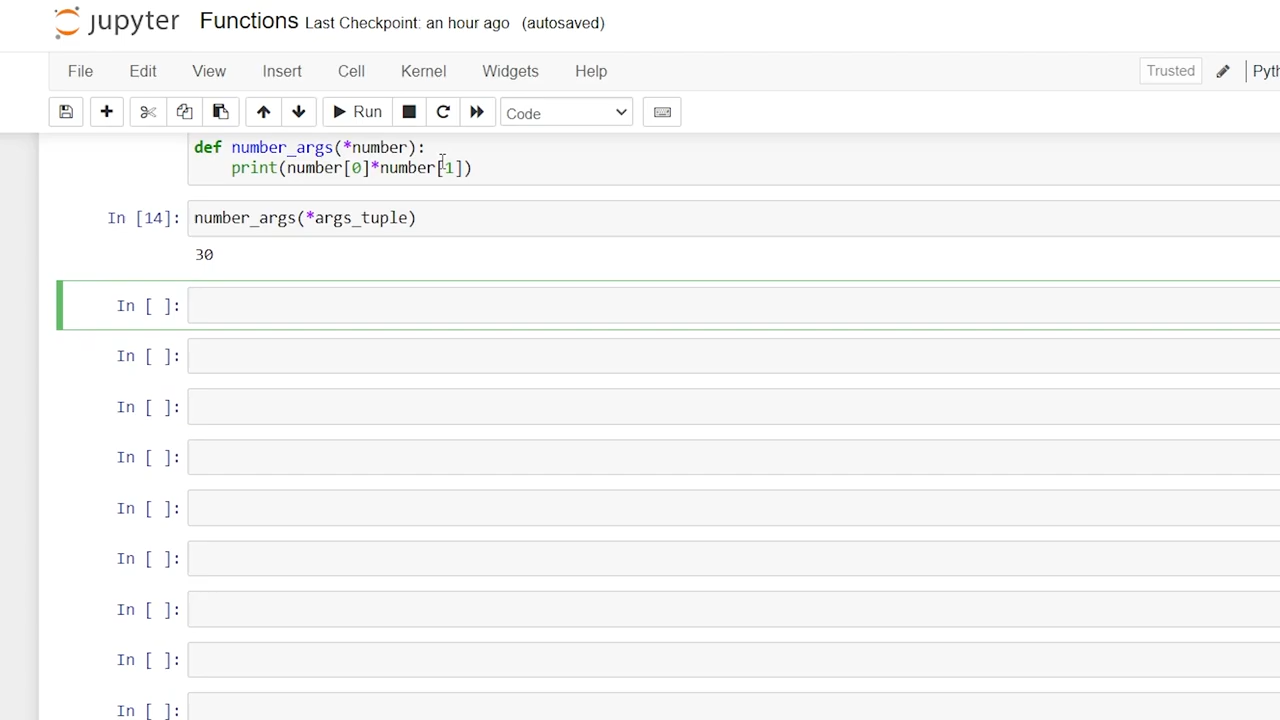 jupyter Functions Last Checkpoint: an hour ago (autosaved)
File Edit View Insert Cell Kernel Widgets Help Trusted
Run Code
def number_args(*number):
print(number[0]*number[1])
In [14]: number_args(*args_tuple)
30
In [ ]:
In [ ]:
In [ ]:
In [ ]:
In [ ]:
In [ ]:
In [ ]:
In [ ]:
In [ ]: